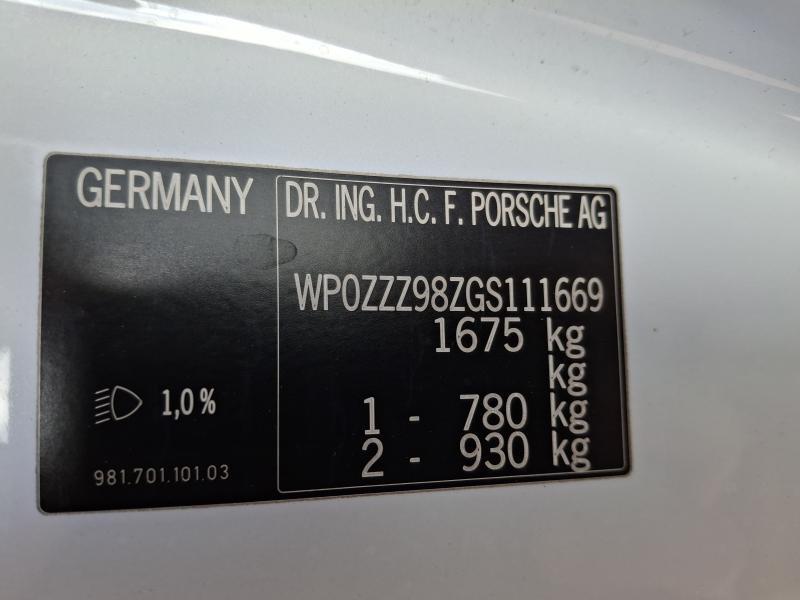 GERMANY
DR. ING. H.C. F. PORSCHE AG
WP0ZZZ98ZGS111669
1675 kg
kg
1 - 780 kg
2 - 930 kg
1,0%
981.701.101.03